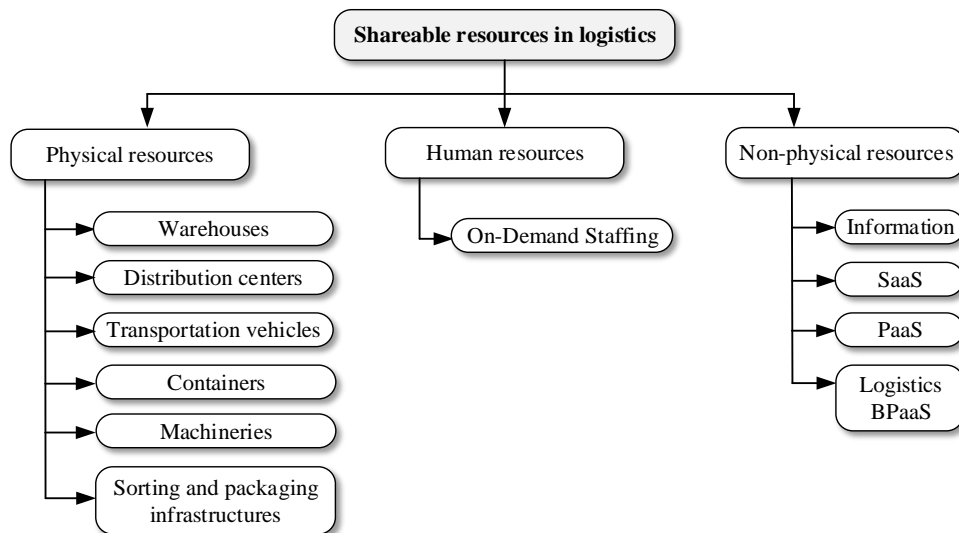 Shareable resources in logistics
Physical resources
Human resources
Non-physical resources
Warehouses
Distribution centers
Transportation vehicles
Containers
Machineries
Sorting and packaging
infrastructures
On-Demand Staffing
Information
SaaS
PaaS
Logistics
BPaaS